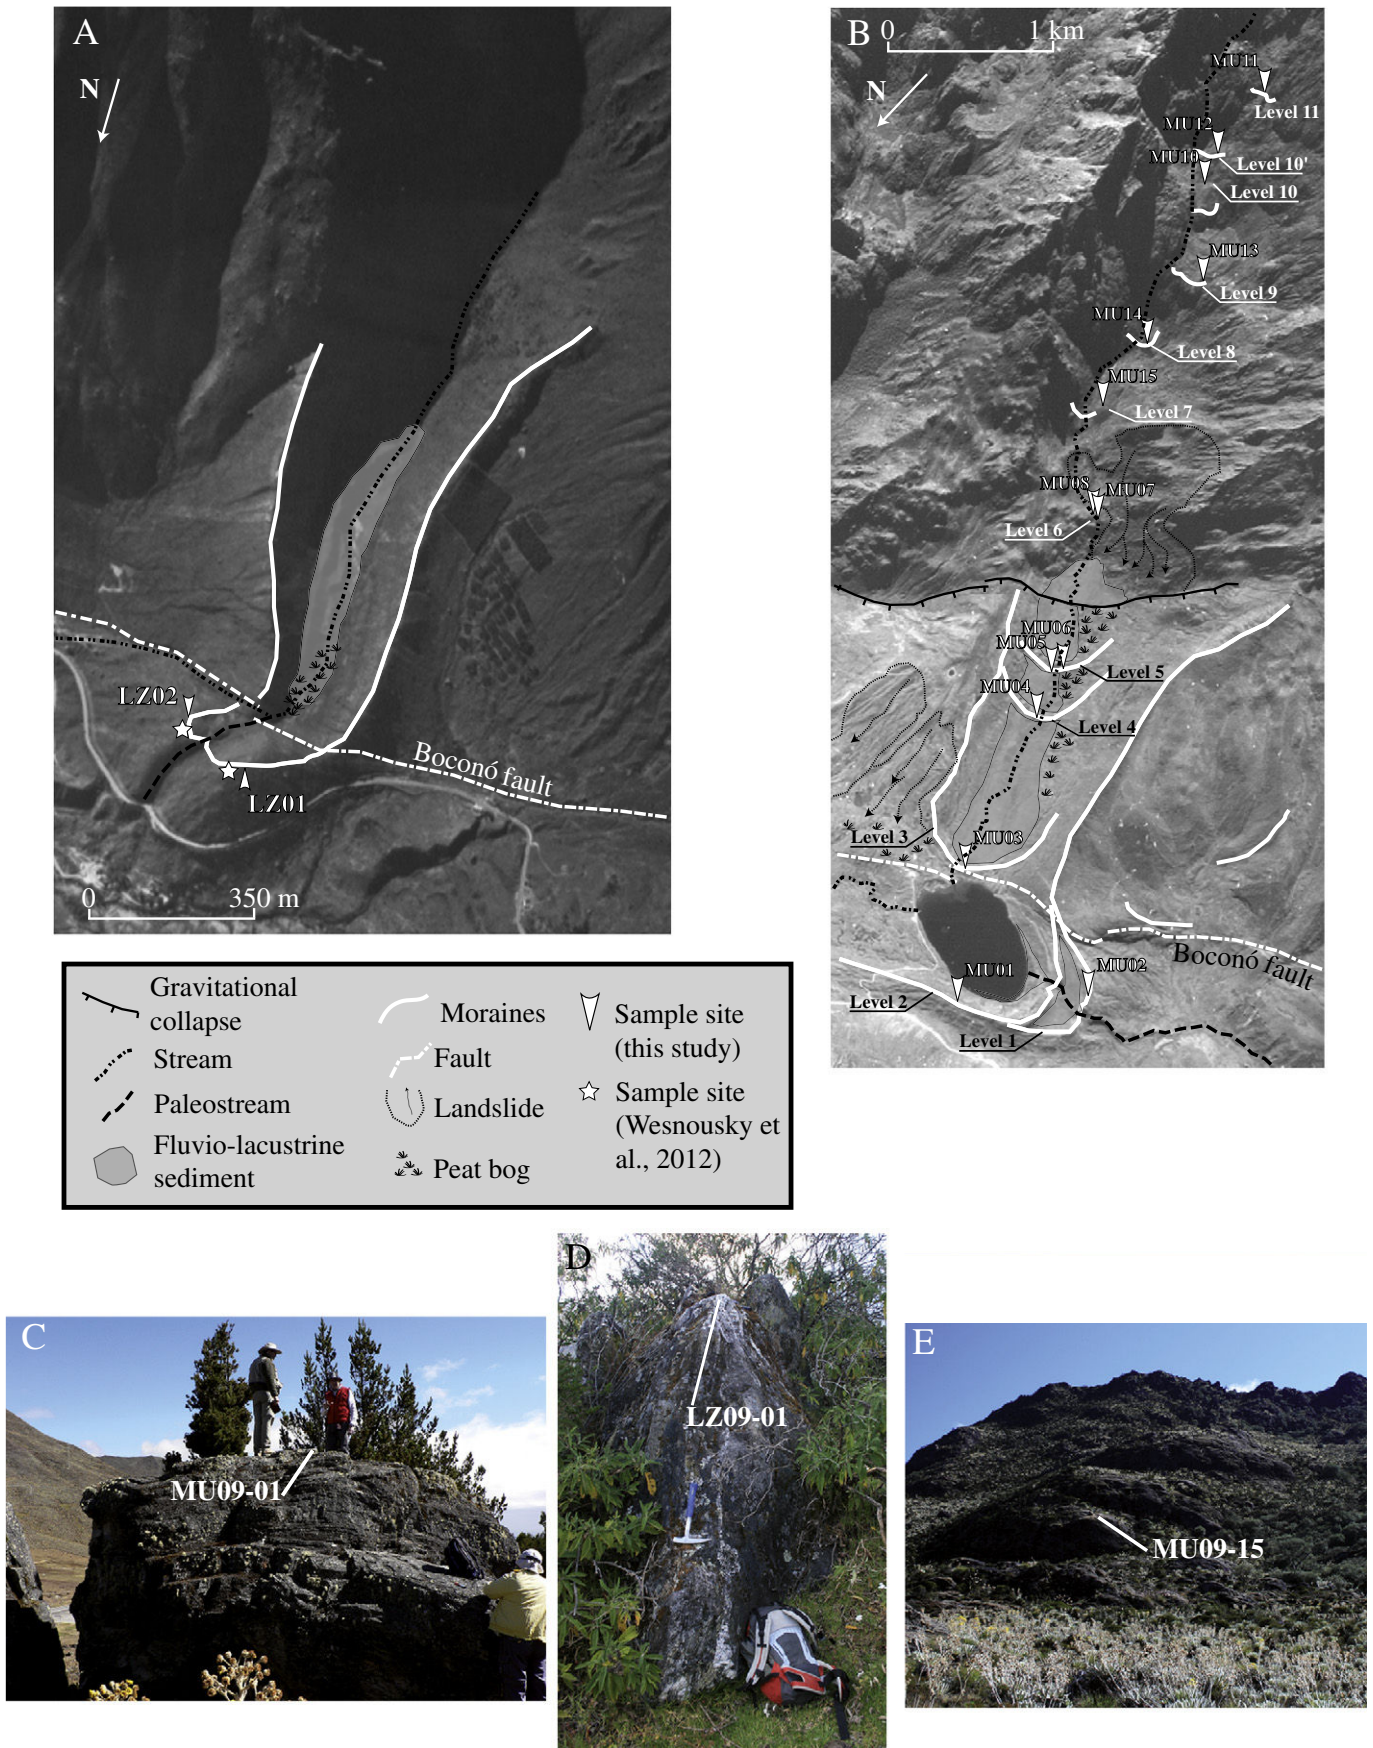 A
N
LZ02
LZ01
Boconó fault
0
350 m
B
0
1 km
N
MU11
Level 11
MU12
MU10
Level 10'
Level 10
MU13
Level 9
MU14
Level 8
MU15
Level 7
MU08
MU07
Level 6
MU06
MU05
Level 5
MU04
Level 4
Level 3
MU03
Boconó fault
MU01
MU02
Level 2
Level 1
Gravitational
collapse
Stream
Paleostream
Fluvio-lacustrine
sediment
Moraines
Fault
Landslide
Peat bog
Sample site
(this study)
Sample site
(Wesnousky et
al., 2012)
C
MU09-01
D
LZ09-01
E
MU09-15